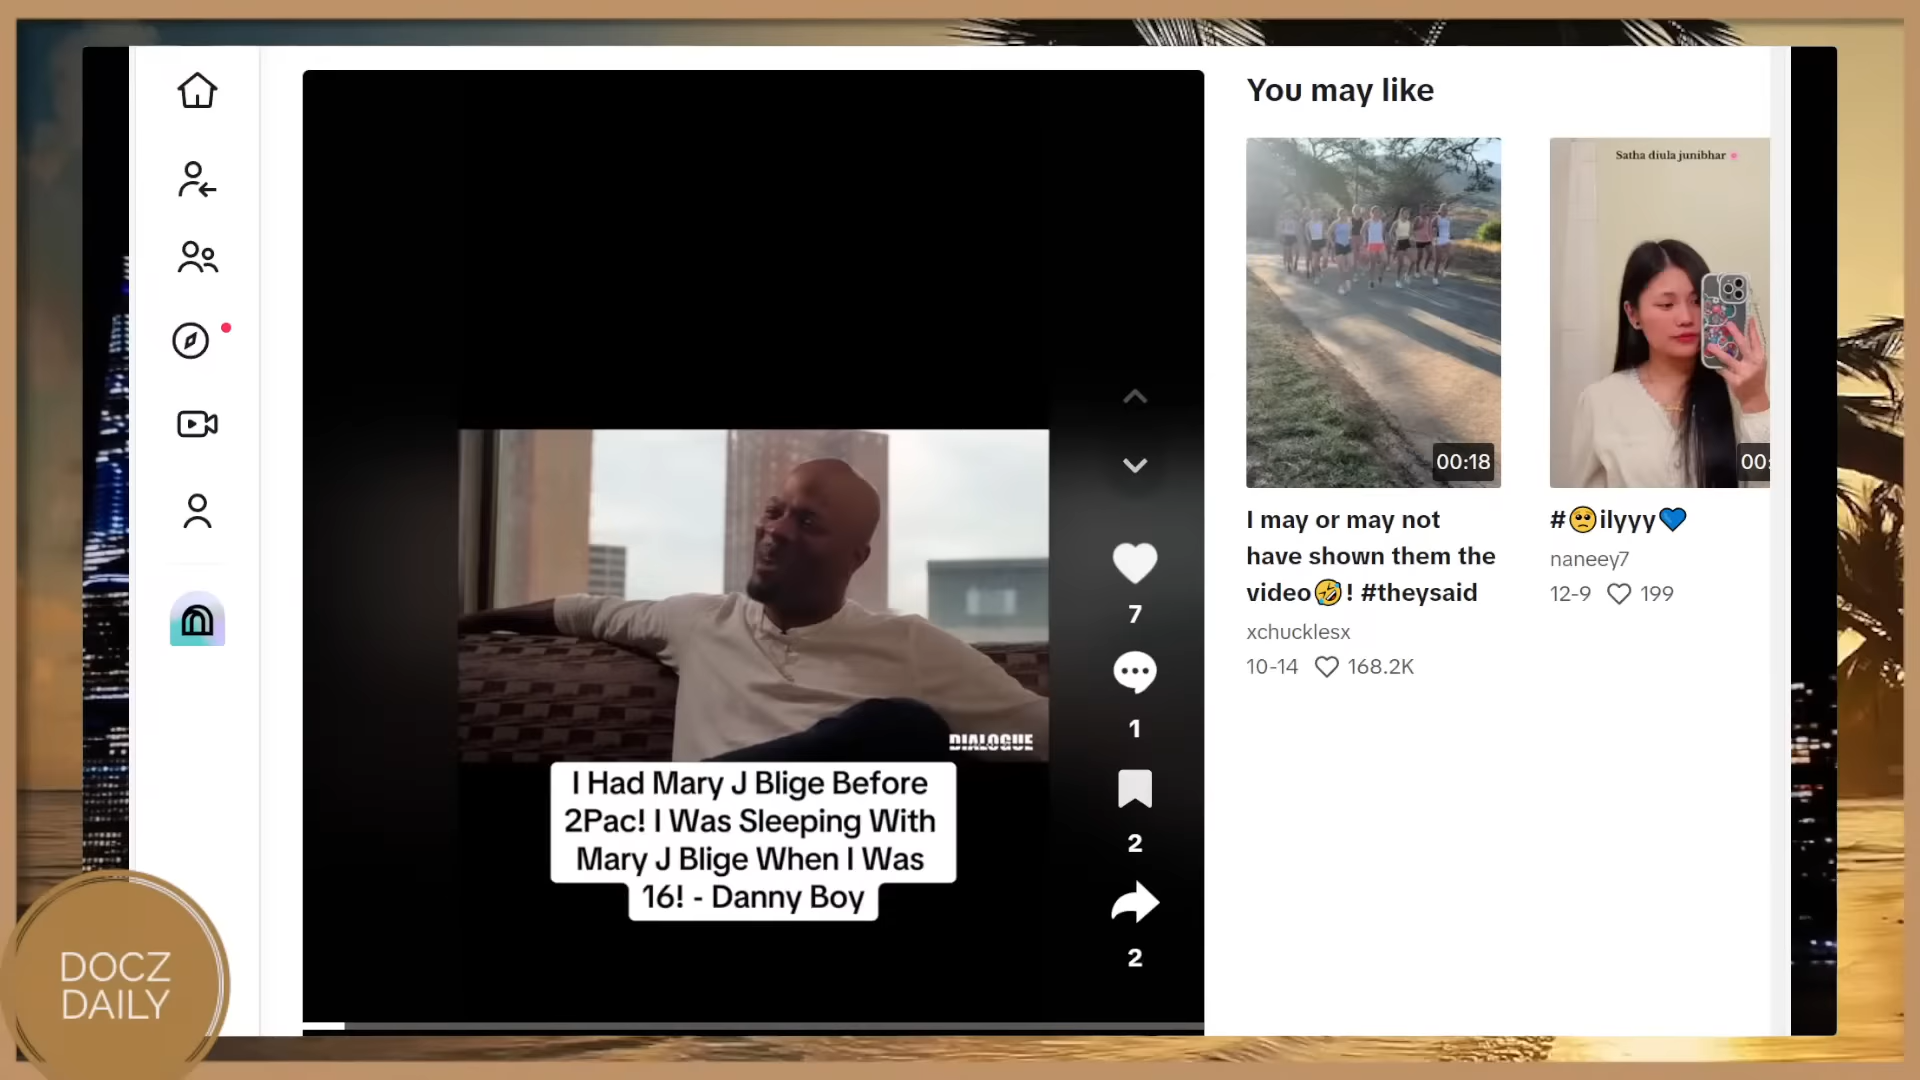 You may like
Satha diula junibhar
00:18
00:
I may or may not
have shown them the
video🤣! #theysaid
xchucklesx
10-14 168.2K
#🥺ilyyy💙
naneey7
12-9 199
DIALOGUE
I Had Mary J Blige Before
2Pac! I Was Sleeping With
Mary J Blige When I Was
16! - Danny Boy
7
1
2
2
DOCZ
DAILY